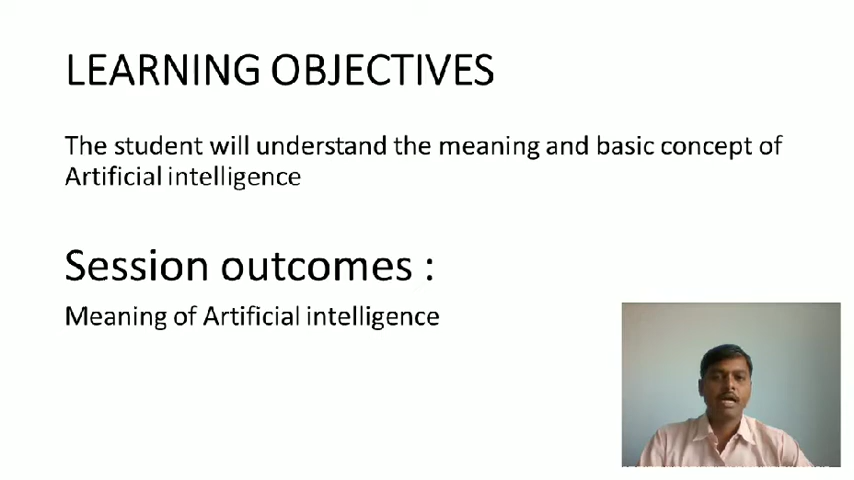 LEARNING OBJECTIVES
The student will understand the meaning and basic concept of
Artificial intelligence
Session outcomes :
Meaning of Artificial intelligence